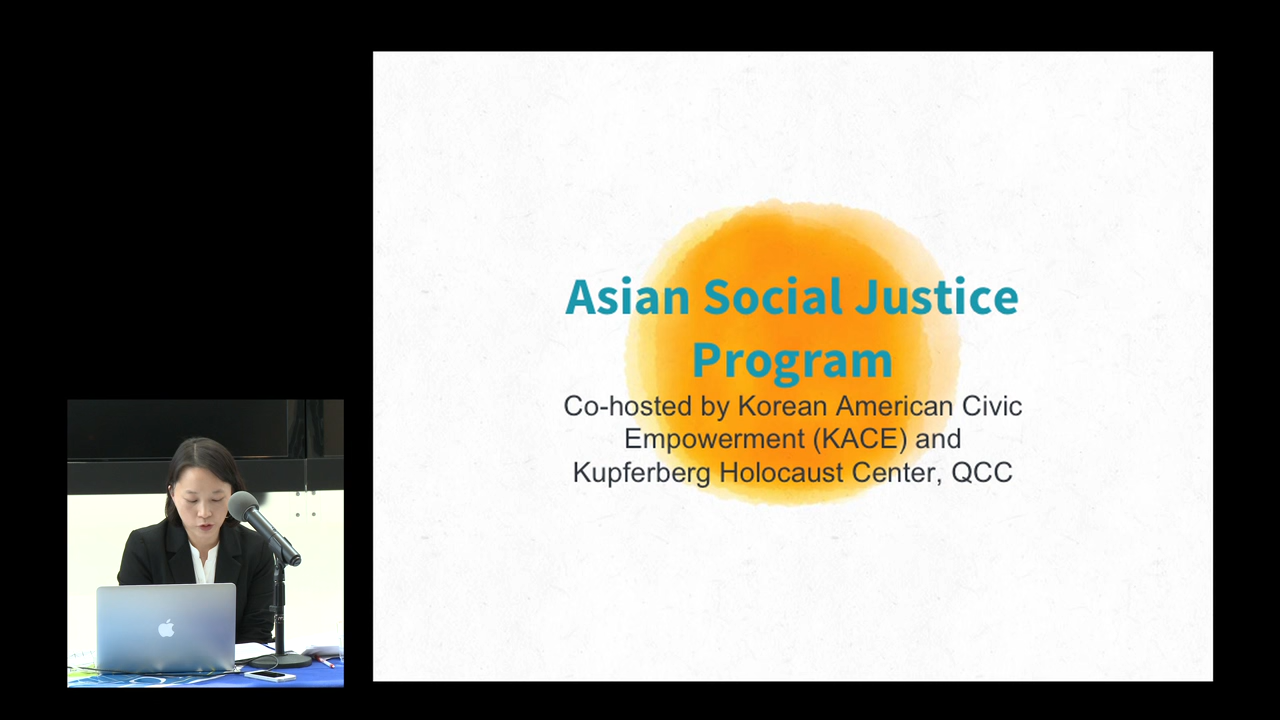 Asian Social Justice
Program
Co-hosted by Korean American Civic
Empowerment (KACE) and
Kupferberg Holocaust Center, QCC